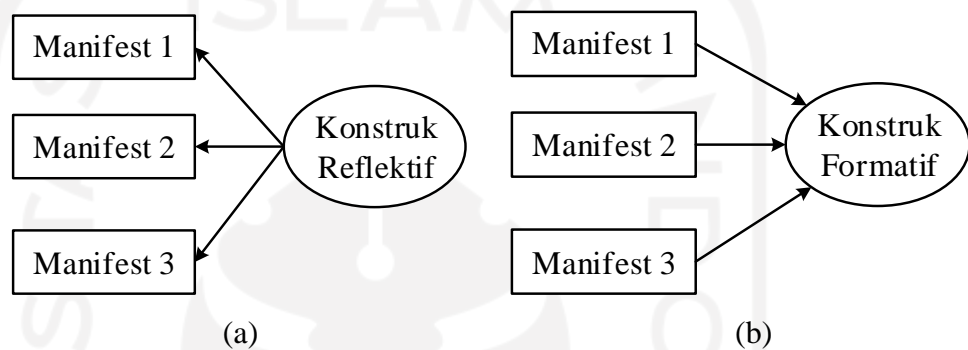 Manifest 1
Manifest 2
Manifest 3
Konstruk
Reflektif
(a)
Manifest 1
Manifest 2
Manifest 3
Konstruk
Formatif
(b)